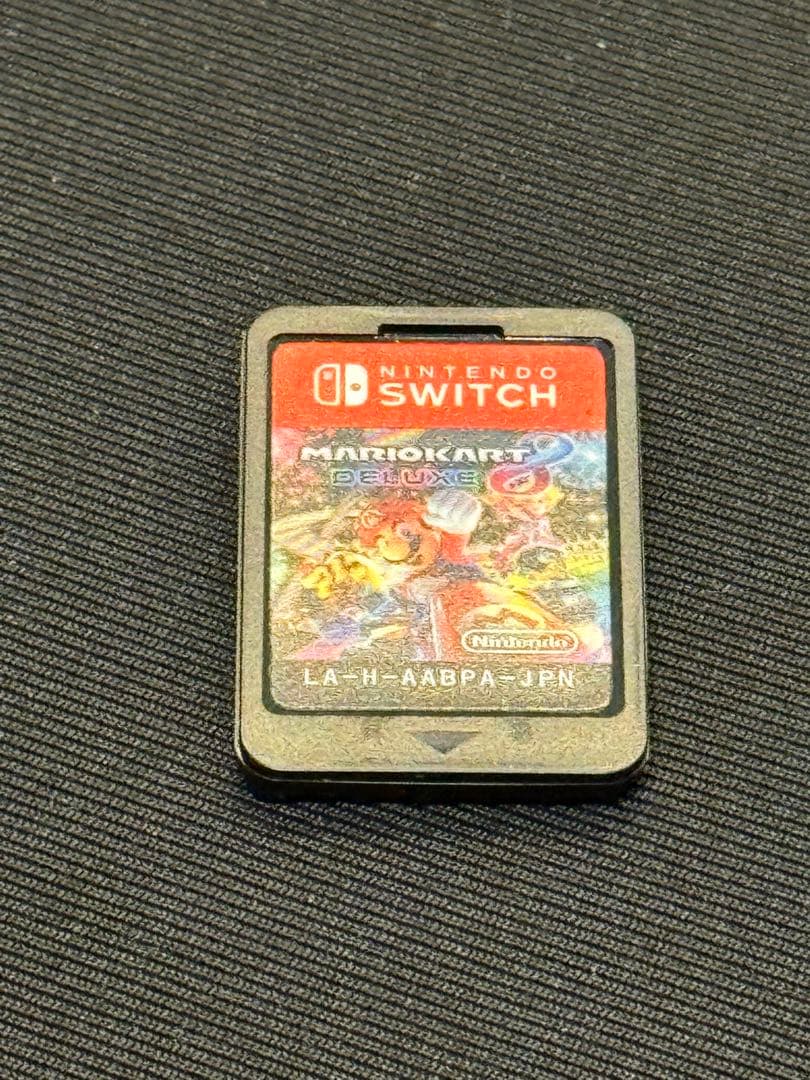 NINTENDO
SWITCH
MARIOKART 8
DELUXE
Nintendo
LA-H-AABPA-JPN